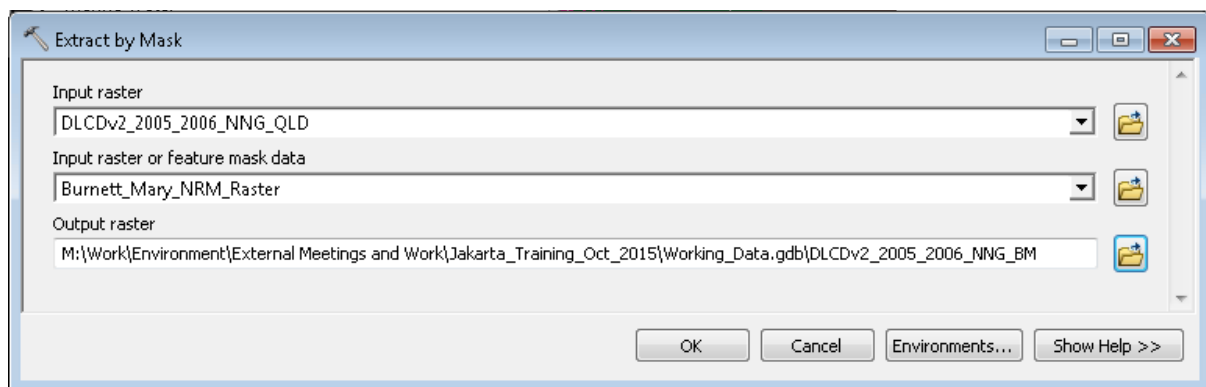 Extract by Mask
Input raster
DLCDv2_2005_2006_NNG_QLD
Input raster or feature mask data
Burnett_Mary_NRM_Raster
Output raster
M:\Work\Environment\External Meetings and Work\Jakarta_Training_Oct_2015\Working_Data.gdb\DLCDv2_2005_2006_NNG_BM
OK Cancel Environments... Show Help >>